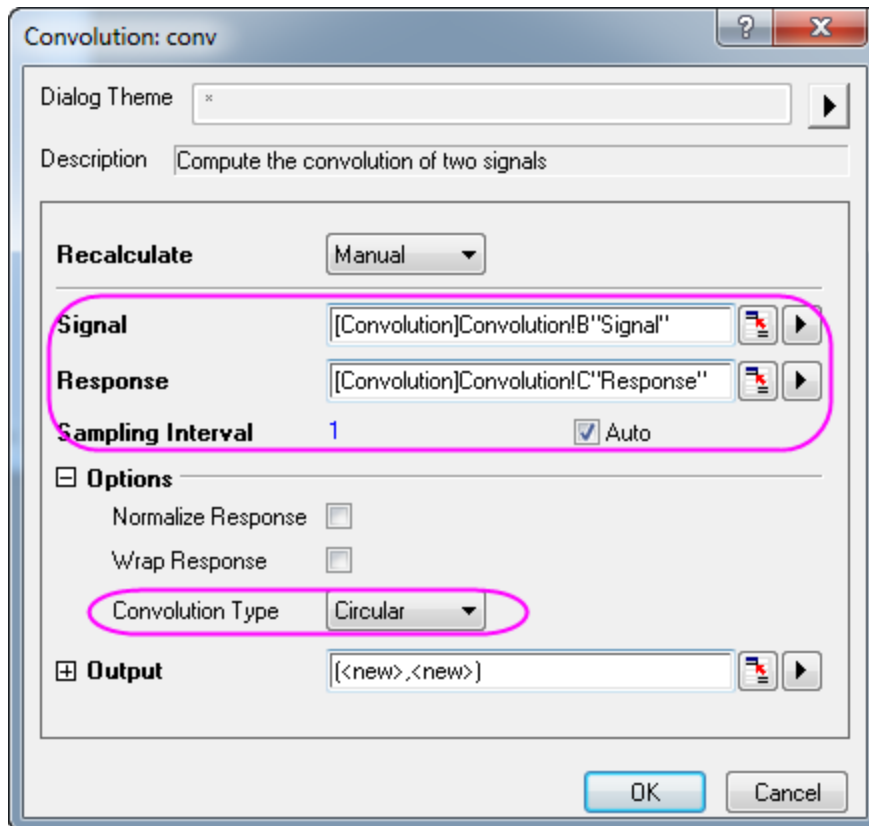 Convolution: conv
Dialog Theme *
Description Compute the convolution of two signals
Recalculate Manual
Signal [Convolution]Convolution!B"Signal"
Response [Convolution]Convolution!C"Response"
Sampling Interval 1 Auto
Options
Normalize Response
Wrap Response
Convolution Type Circular
Output (<new>,<new>)
OK Cancel